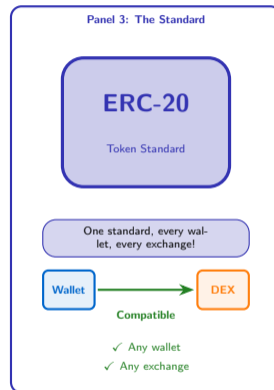 Panel 3: The Standard
ERC-20
Token Standard
One standard, every wal-
let, every exchange!
Wallet
DEX
Compatible
✓ Any wallet
✓ Any exchange